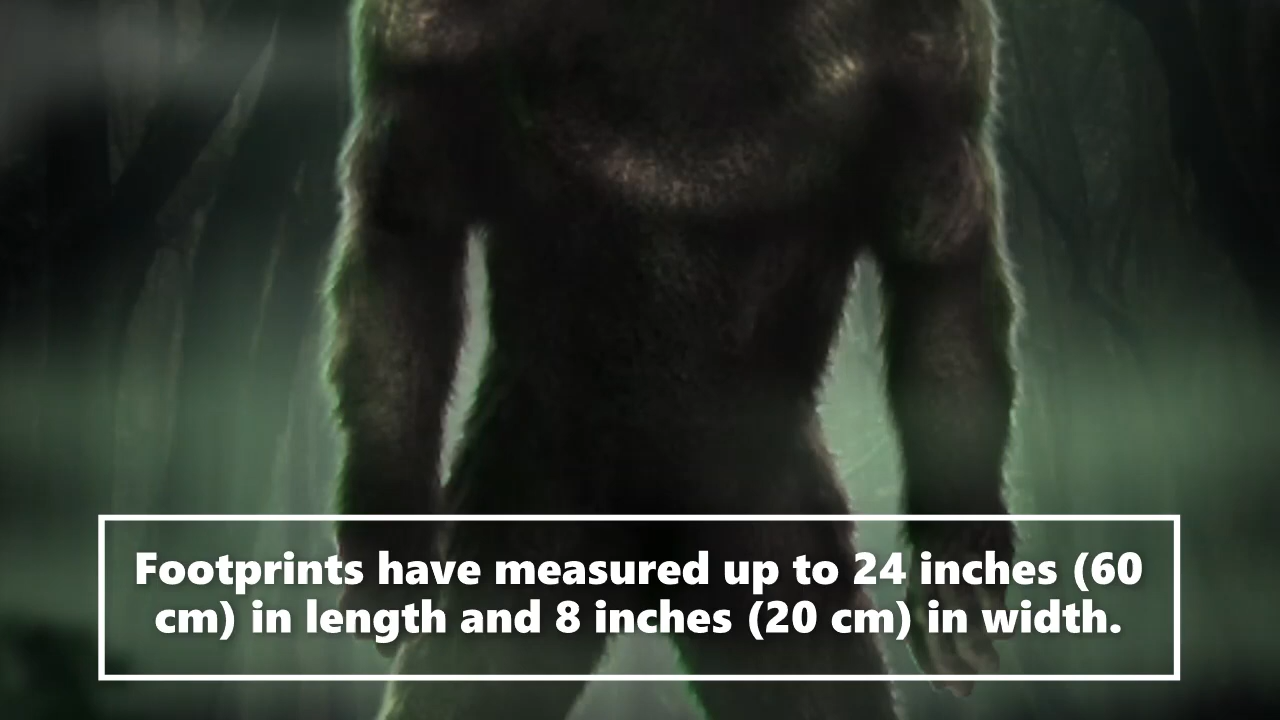 Footprints have measured up to 24 inches (60
cm) in length and 8 inches (20 cm) in width.